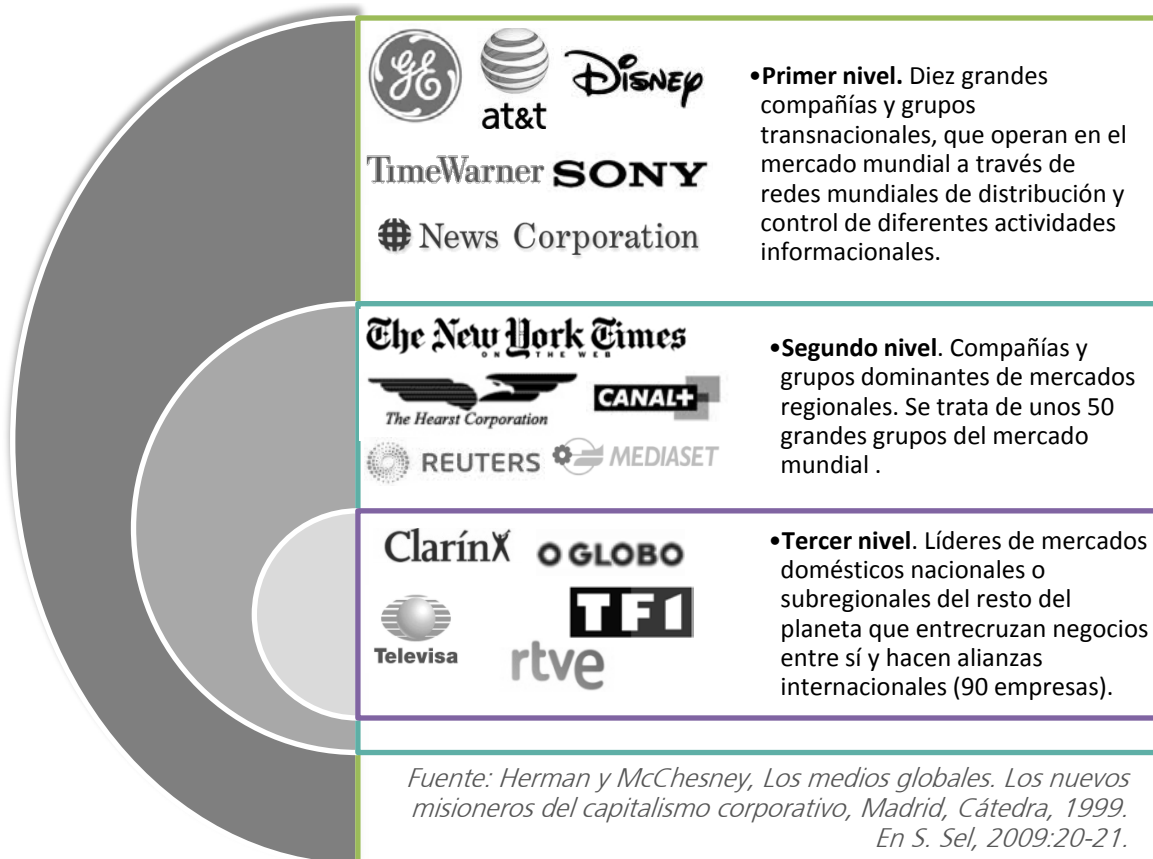 GE
at&t
Disney
TimeWarner
SONY
News Corporation
•Primer nivel. Diez grandes
compañías y grupos
transnacionales, que operan en el
mercado mundial a través de
redes mundiales de distribución y
control de diferentes actividades
informacionales.
The New York Times
ON THE WEB
The Hearst Corporation
CANAL+
REUTERS
MEDIASET
•Segundo nivel. Compañías y
grupos dominantes de mercados
regionales. Se trata de unos 50
grandes grupos del mercado
mundial .
Clarín
O GLOBO
Televisa
TF1
rtve
•Tercer nivel. Líderes de mercados
domésticos nacionales o
subregionales del resto del
planeta que entrecruzan negocios
entre sí y hacen alianzas
internacionales (90 empresas).
Fuente: Herman y McChesney, Los medios globales. Los nuevos
misioneros del capitalismo corporativo, Madrid, Cátedra, 1999.
En S. Sel, 2009:20-21.